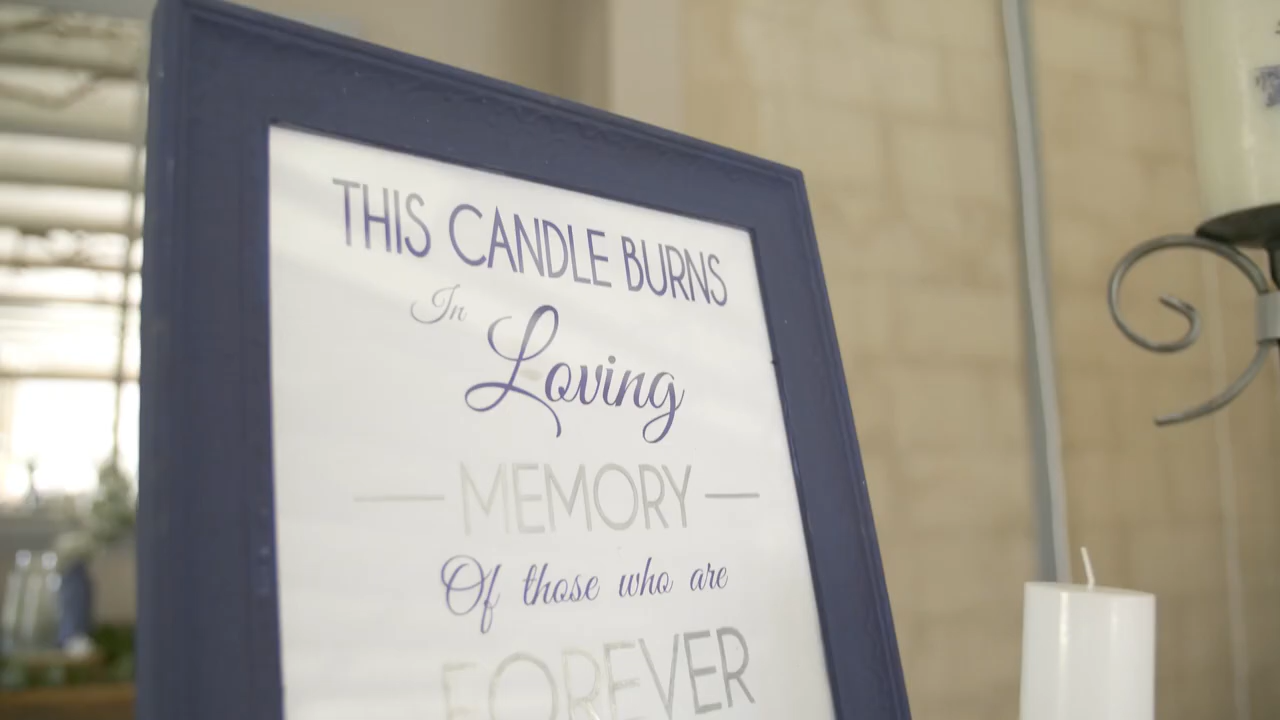 THIS CANDLE BURNS
In
Loving
MEMORY
Of those who are
FOREVER